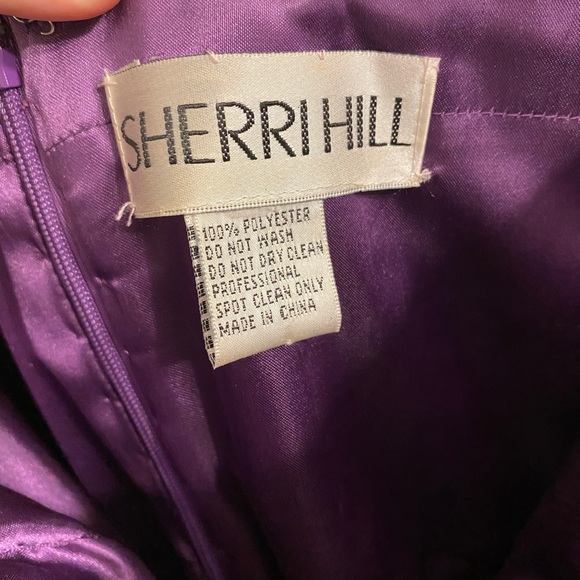 SHERRI HILL
100% POLYESTER
DO NOT WASH
DO NOT DRY CLEAN
PROFESSIONAL
SPOT CLEAN ONLY
MADE IN CHINA